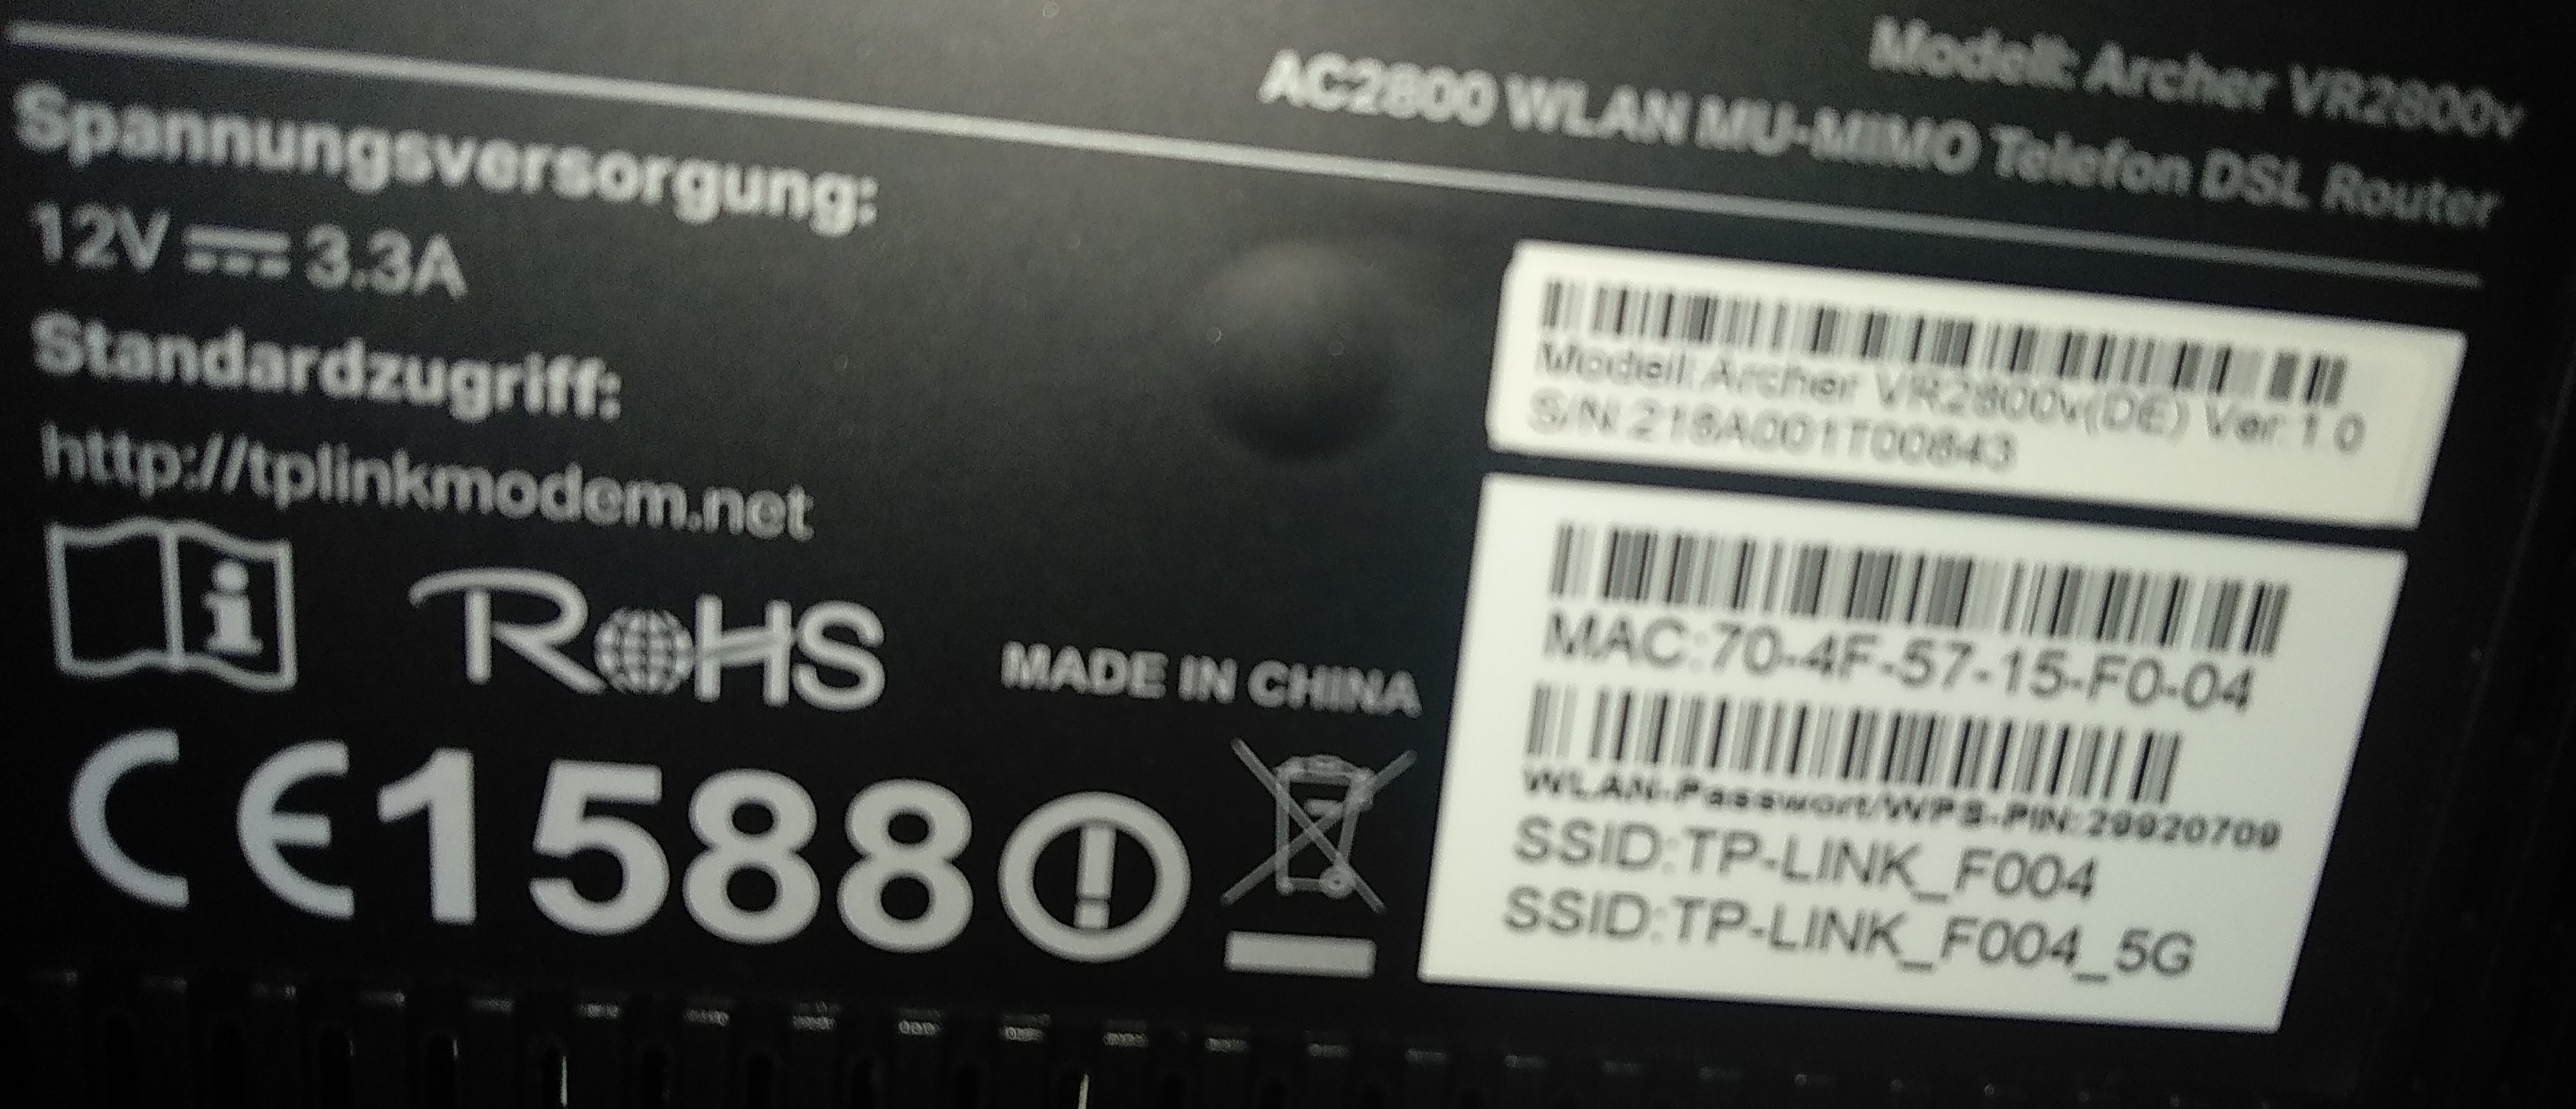 Modell: Archer VR2800v
AC2800 WLAN MU-MIMO Telefon DSL Router
Spannungsversorgung:
12V ⎓ 3.3A
Standardzugriff:
http://tplinkmodem.net
RoHS
MADE IN CHINA
CE1588
Modell: Archer VR2800v(DE) Ver: 1.0
S/N:218A001T00843
MAC:70-4F-57-15-F0-04
WLAN-Passwort/WPS-PIN:29920709
SSID:TP-LINK_F004
SSID:TP-LINK_F004_5G